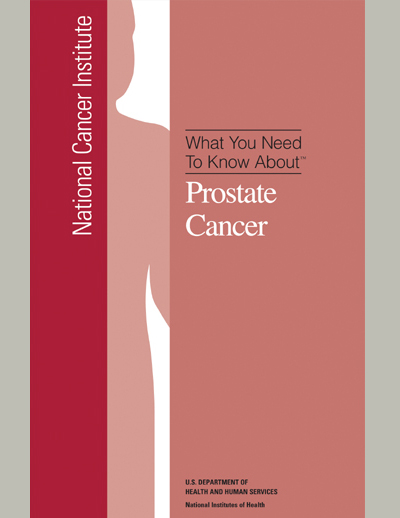 National Cancer Institute
What You Need
To Know About™
Prostate
Cancer
U.S. DEPARTMENT OF
HEALTH AND HUMAN SERVICES
National Institutes of Health